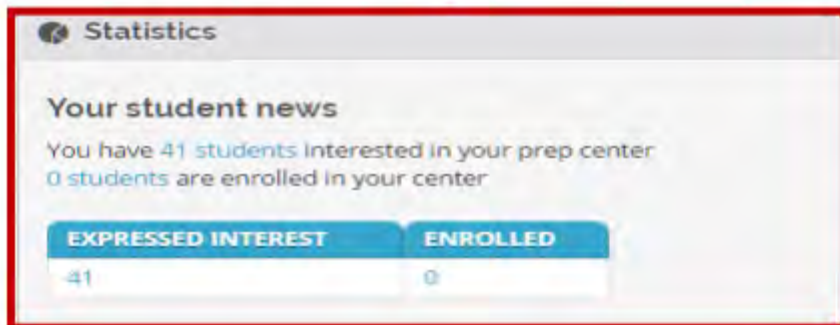 Statistics
Your student news
You have 41 students interested in your prep center
0 students are enrolled in your center
EXPRESSED INTEREST ENROLLED
41 0